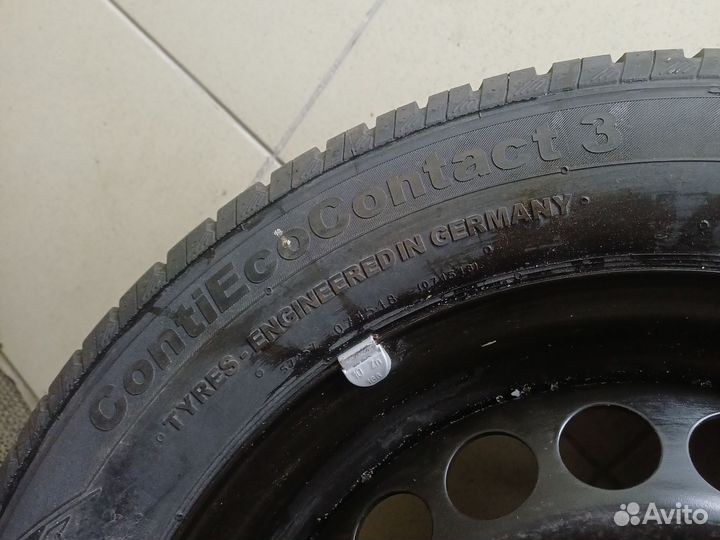 ContiEcoContact 3
TYRES - ENGINEERED IN GERMANY
Avito